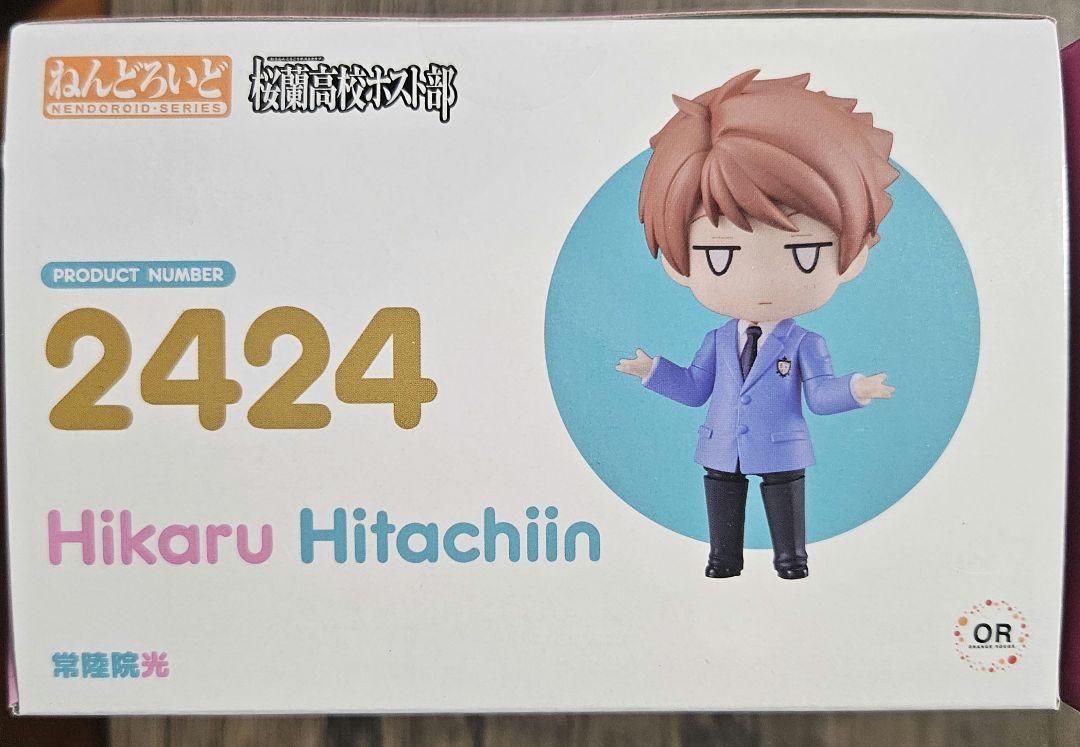 ねんどろいど
NENDOROID・SERIES
桜蘭高校ホスト部
PRODUCT NUMBER
2424
Hikaru Hitachiin
常陸院光
OR
ORANGE ROUGE